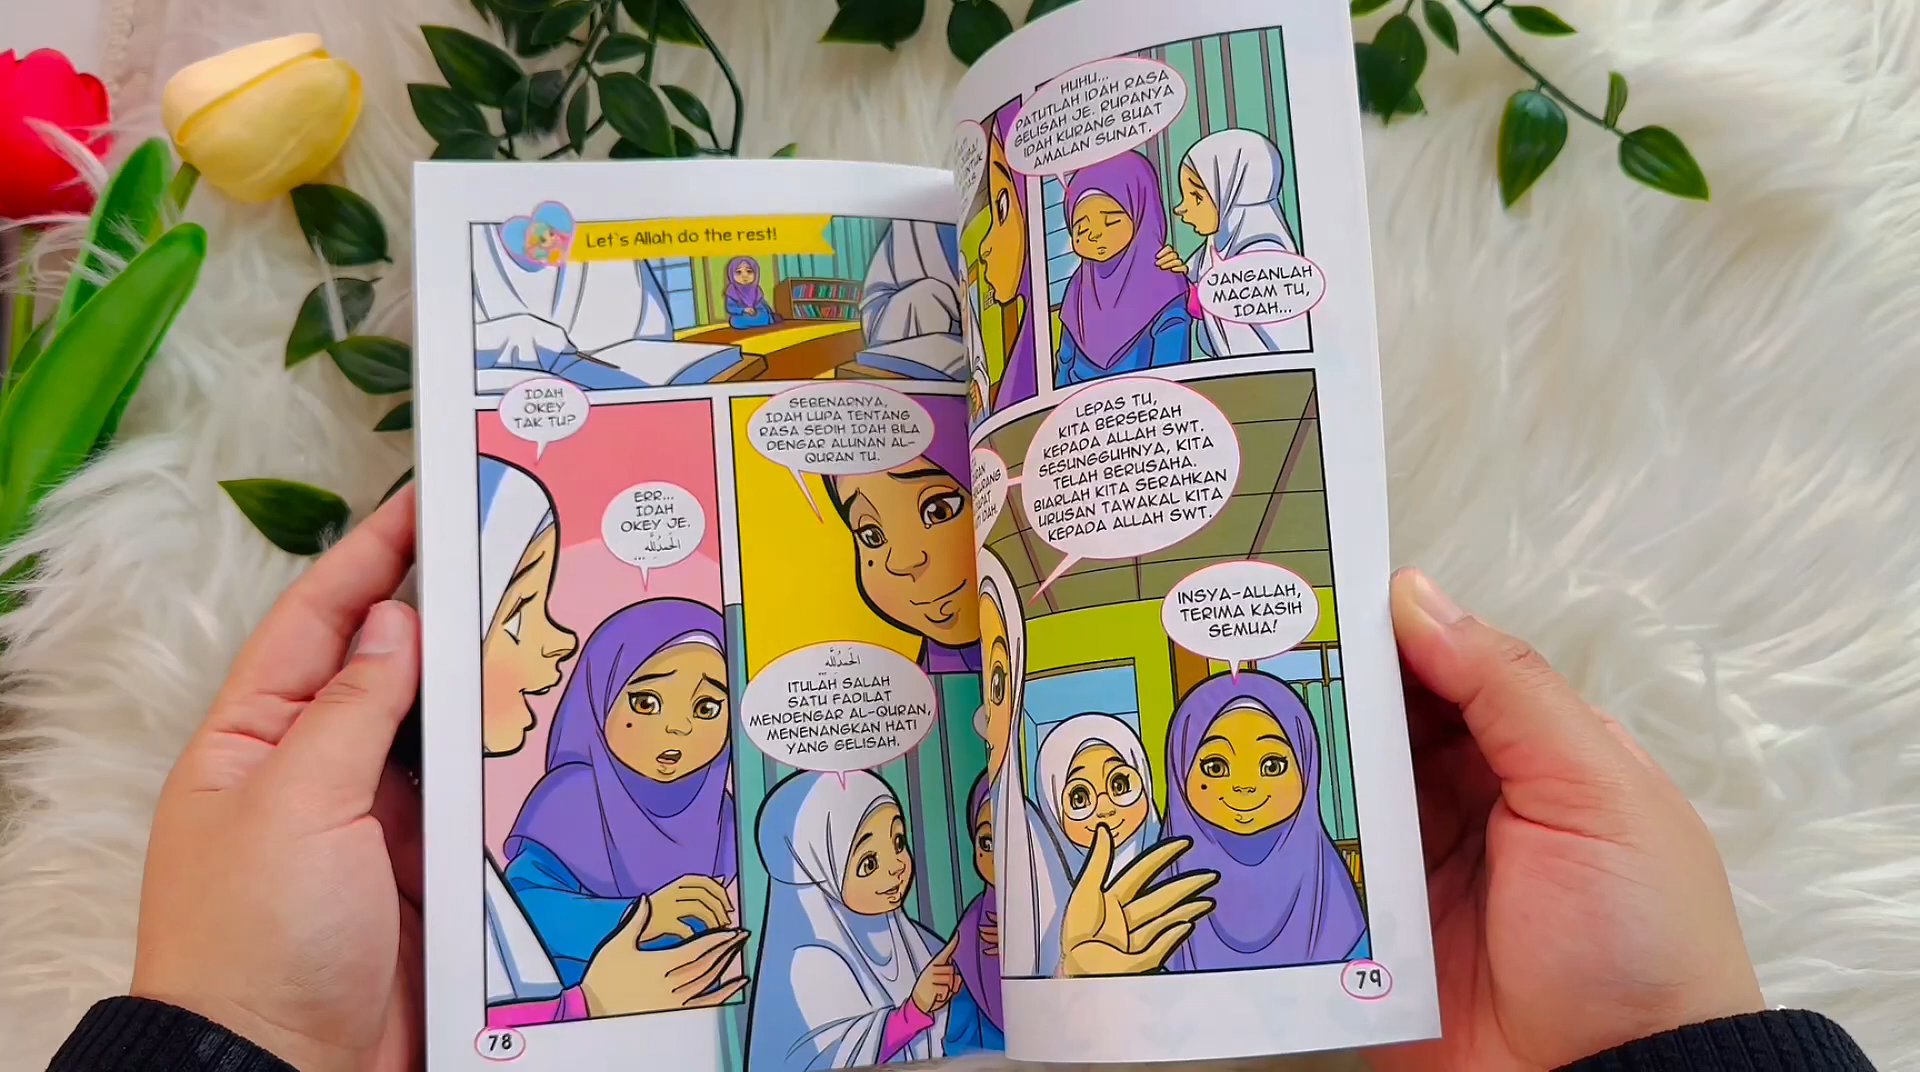 Let's Allah do the rest!
IDAH
OKEY
TAK TU?
ERR...
IDAH
OKEY JE.
الحَمْدُلِلّٰه
...
SEBENARNYA,
IDAH LUPA TENTANG
RASA SEDIH IDAH BILA
DENGAR ALUNAN AL-
QURAN TU.
الحَمْدُلِلّٰه
...
ITULAH SALAH
SATU FADILAT
MENDENGAR AL-QURAN,
MENENANGKAN HATI
YANG GELISAH.
78
HUHU...
PATUTLAH IDAH RASA
GELISAH JE. RUPANYA
IDAH KURANG BUAT
AMALAN SUNAT.
JANGANLAH
MACAM TU,
IDAH...
LEPAS TU,
KITA BERSERAH
KEPADA ALLAH SWT.
SESUNGGUHNYA, KITA
TELAH BERUSAHA.
BIARLAH KITA SERAHKAN
URUSAN TAWAKAL KITA
KEPADA ALLAH SWT.
INSYA-ALLAH,
TERIMA KASIH
SEMUA!
79